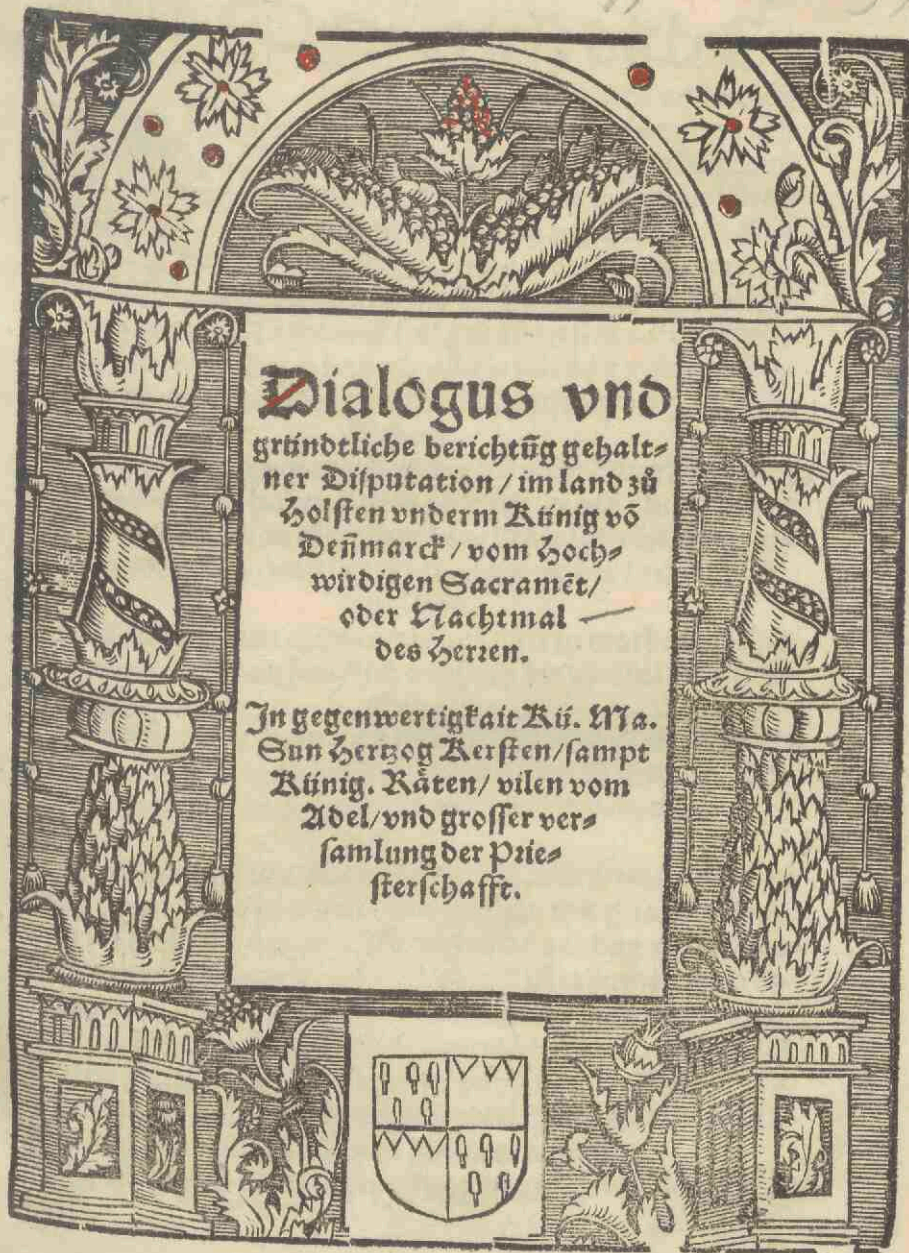 Dialogus vnd
gründtliche berichtūg gehalt⸗
ner Disputation / im land zů
Holsten vnderm Künig vō
Deñmarck / vom Hoch⸗
wirdigen Sacramēt /
oder Nachtmal
des Herren.
In gegenwertigkait Kü. Ma.
Sun Hertzog Kersten / sampt
Künig. Räten / vilen vom
Adel / vnd grosser ver⸗
samlung der Prie⸗
sterschafft.